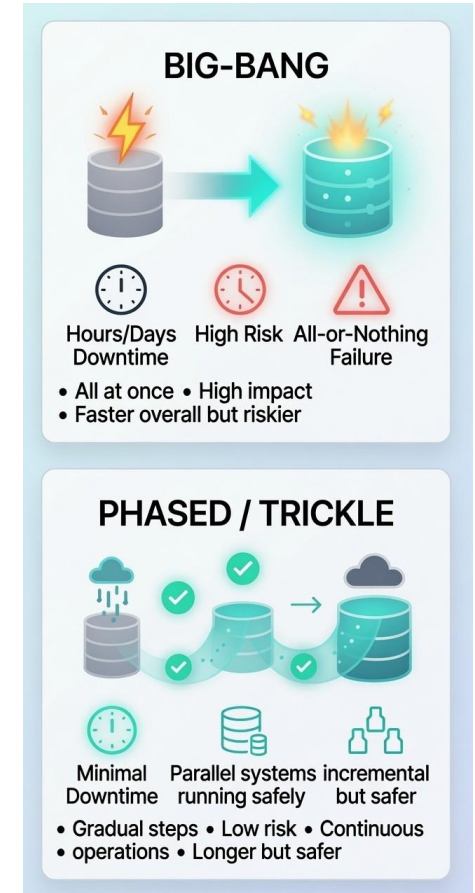 BIG-BANG
Hours/Days Downtime
High Risk
All-or-Nothing Failure
• All at once • High impact
• Faster overall but riskier
PHASED / TRICKLE
Minimal Downtime
Parallel systems running safely
incremental but safer
• Gradual steps • Low risk • Continuous
• operations • Longer but safer